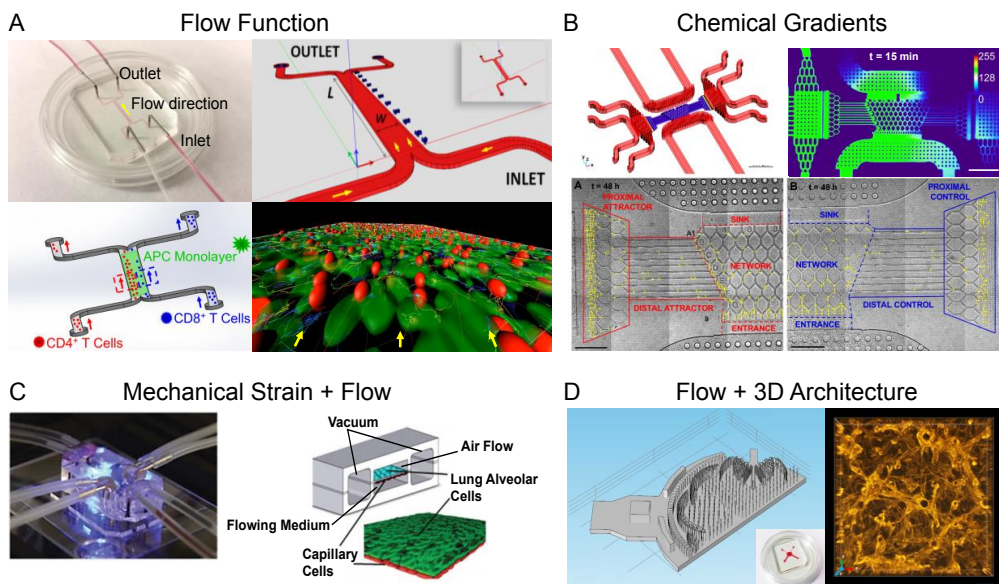 A
Flow Function
Outlet
Flow direction
Inlet
OUTLET
L
W
INLET
APC Monolayer
CD8⁺ T Cells
CD4⁺ T Cells
B
Chemical Gradients
t = 15 min
255
128
0
A
t = 48 h
PROXIMAL
ATTRACTOR
SINK
A1
NETWORK
DISTAL ATTRACTOR
ENTRANCE
B
t = 48 h
PROXIMAL
CONTROL
SINK
NETWORK
DISTAL CONTROL
ENTRANCE
C
Mechanical Strain + Flow
Vacuum
Air Flow
Lung Alveolar
Cells
Flowing Medium
Capillary
Cells
D
Flow + 3D Architecture